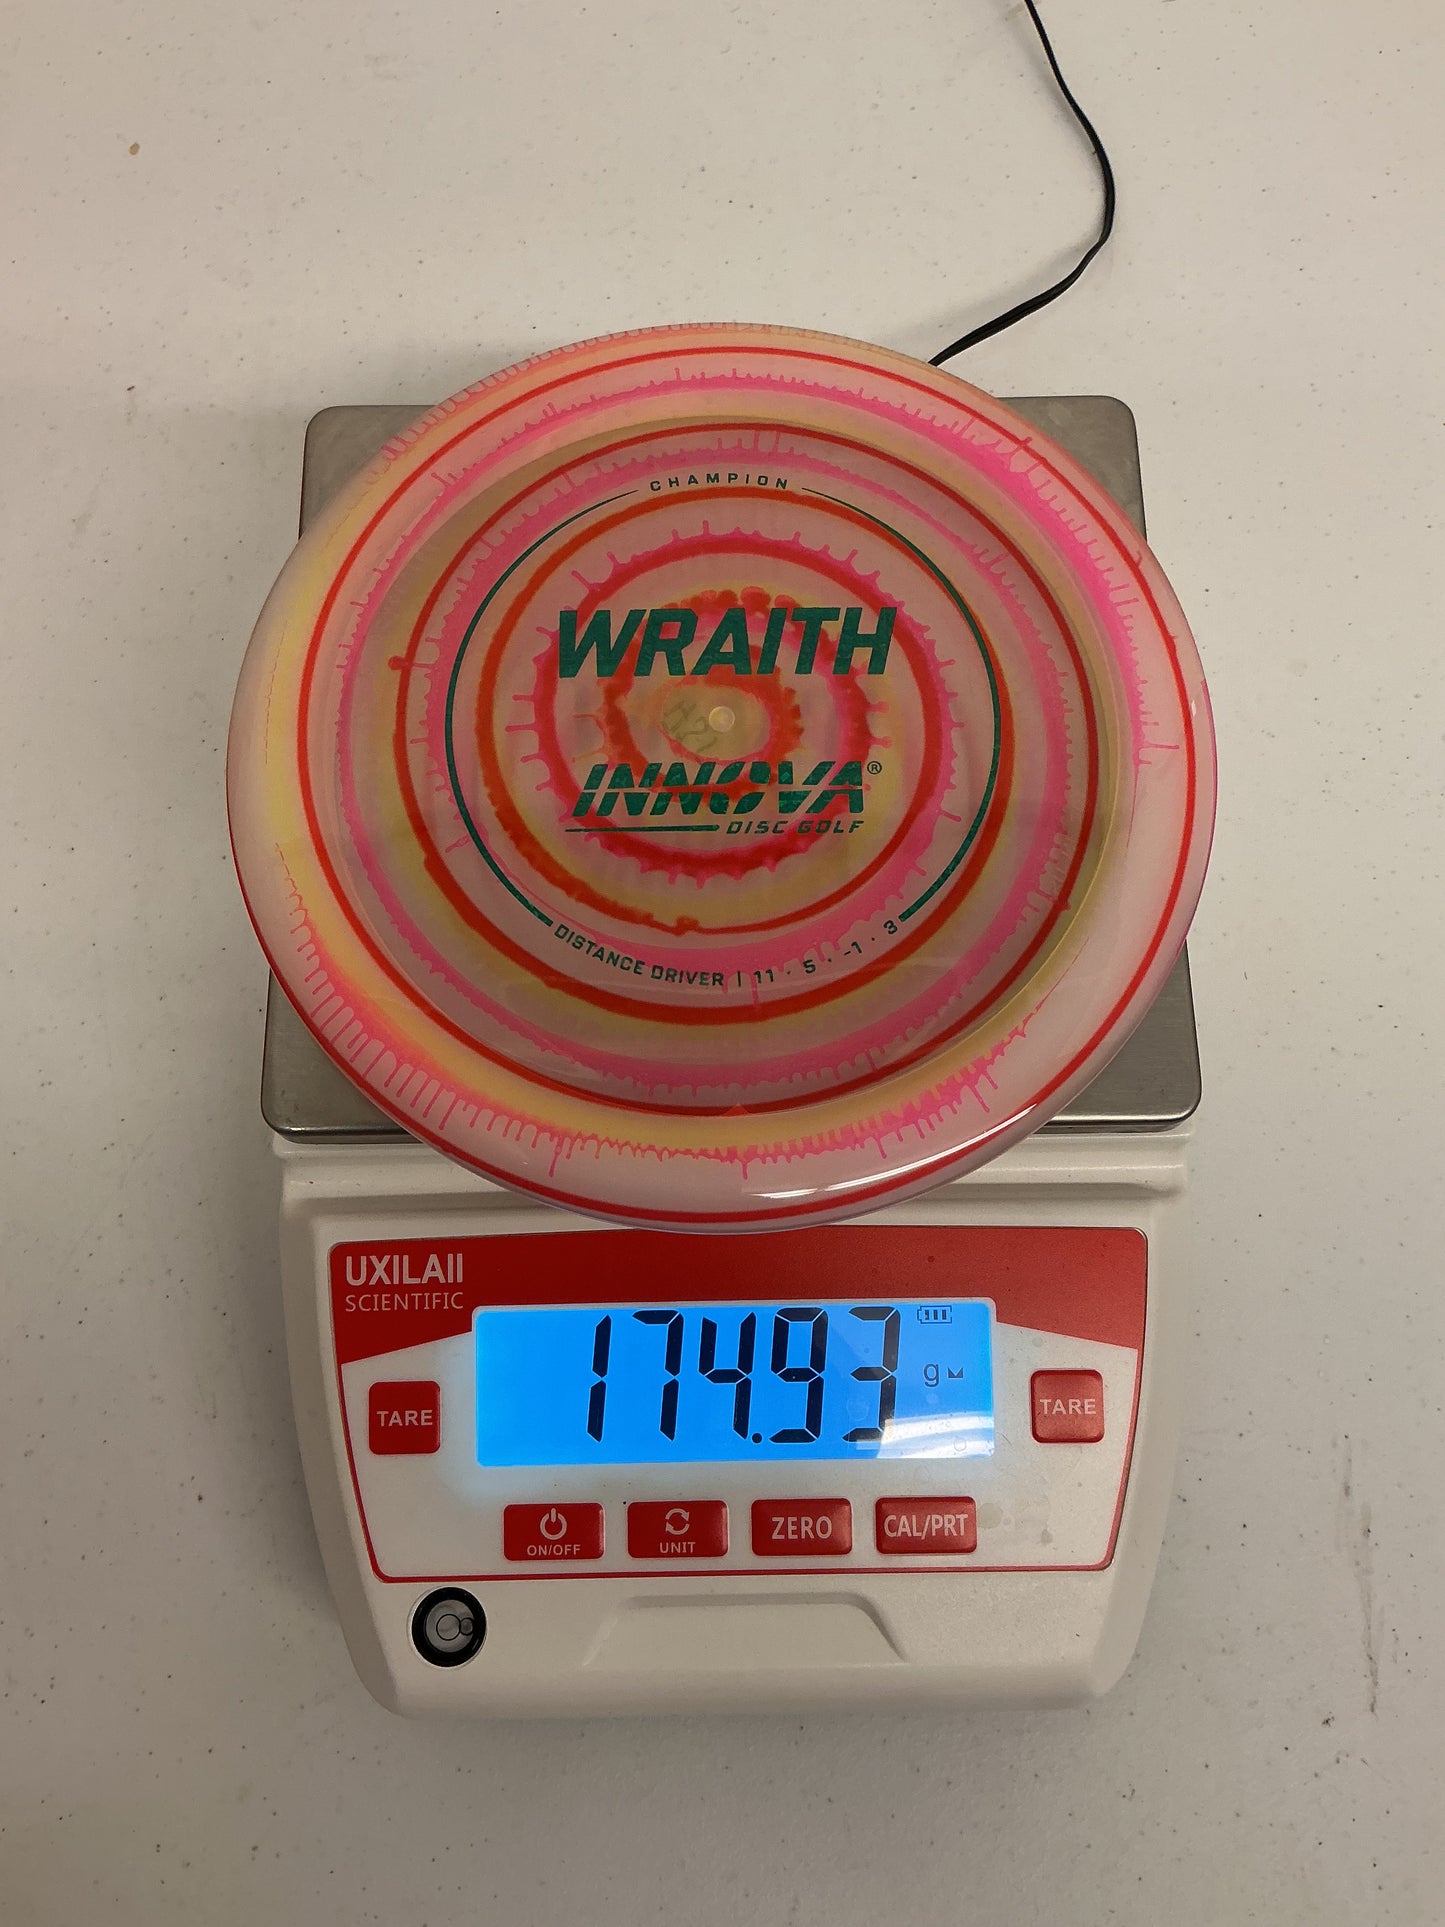 CHAMPION
WRAITH
INNOVA®
DISC GOLF
DISTANCE DRIVER | 11 · 5 · -1 · 3
UXILAII
SCIENTIFIC
174.93 g
TARE
TARE
ON/OFF
UNIT
ZERO
CAL/PRT